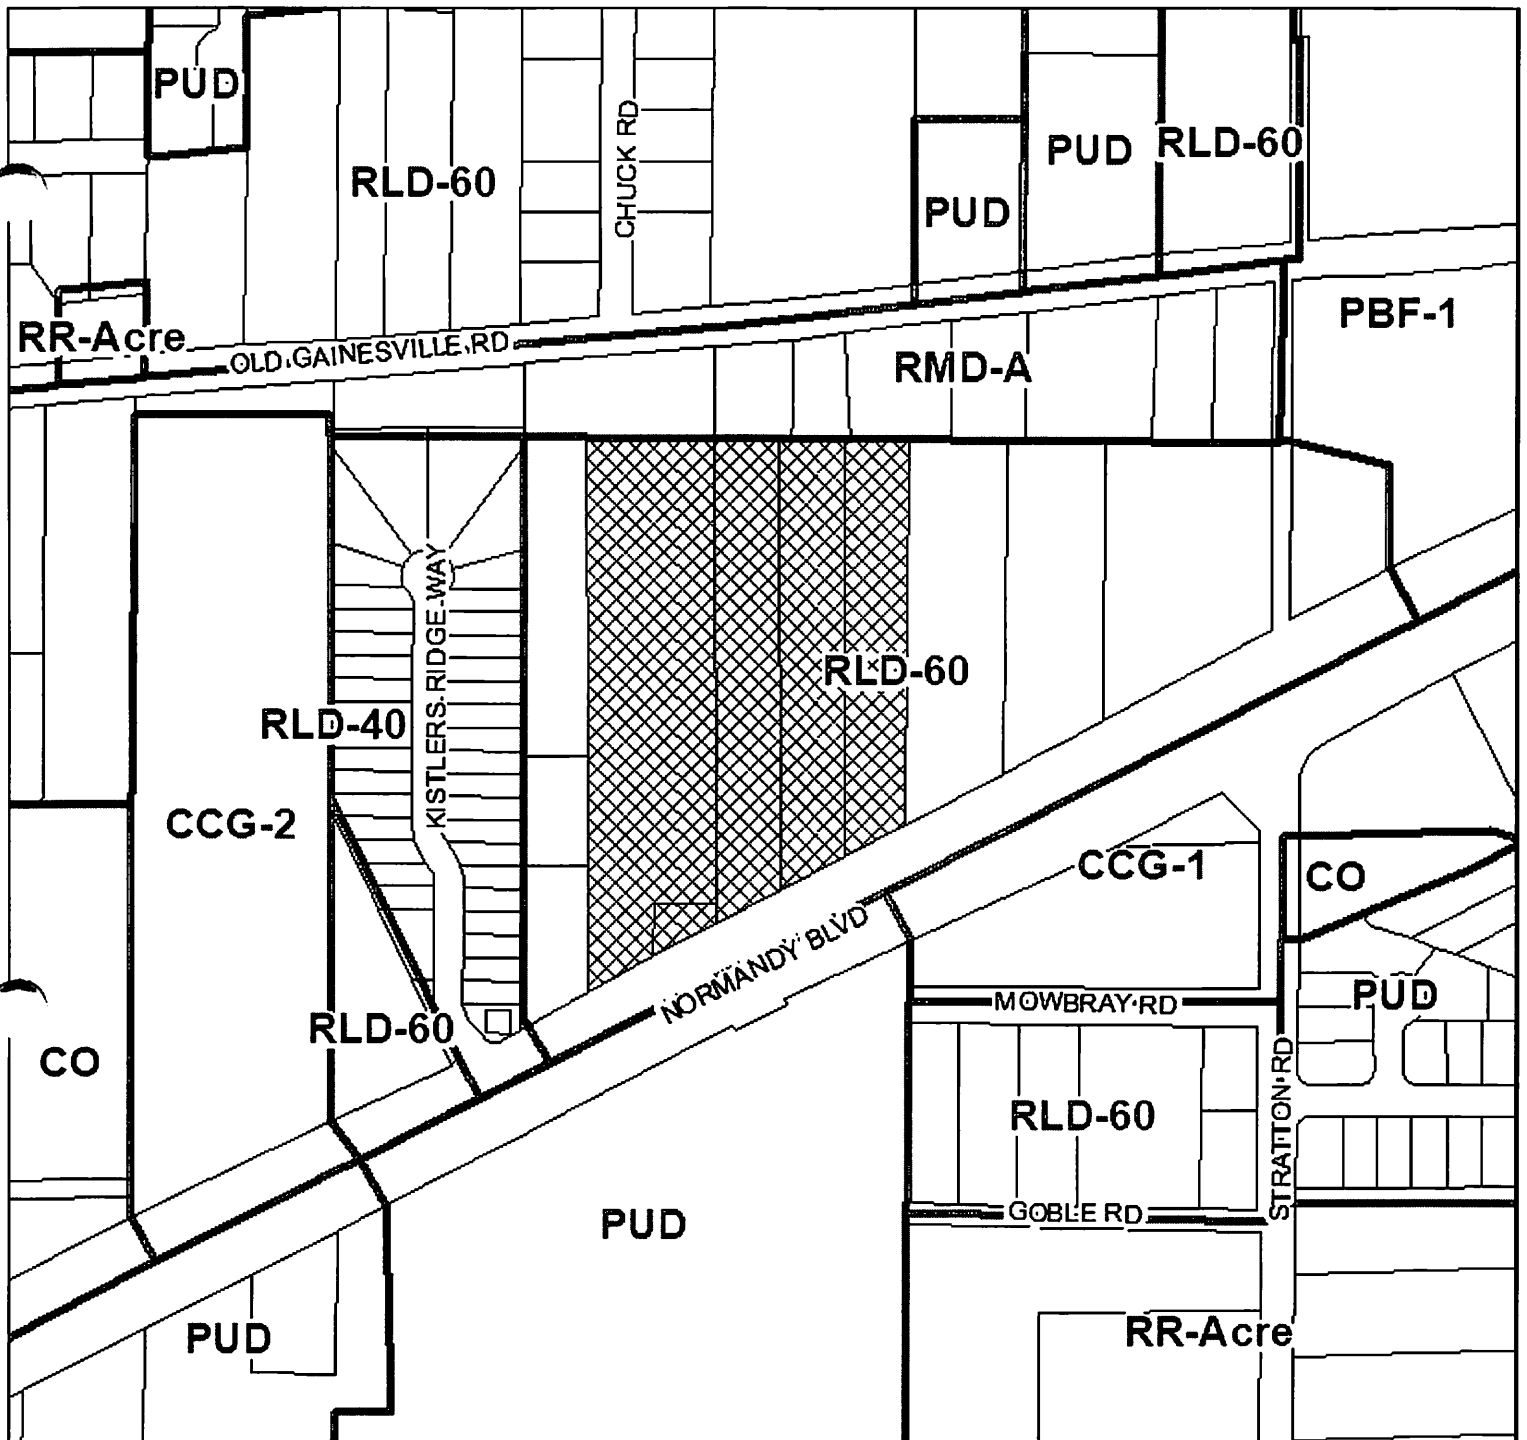 PUD
CHUCK RD
PUD
RLD-60
RLD-60
PUD
PBF-1
RR-Acre
OLD GAINESVILLE RD
RMD-A
KISTLERS RIDGE WAY
RLD-60
RLD-40
CCG-2
CCG-1
CO
NORMANDY BLVD
MOWBRAY RD
PUD
RLD-60
CO
STRATTON RD
RLD-60
GOBLE RD
PUD
PUD
RR-Acre